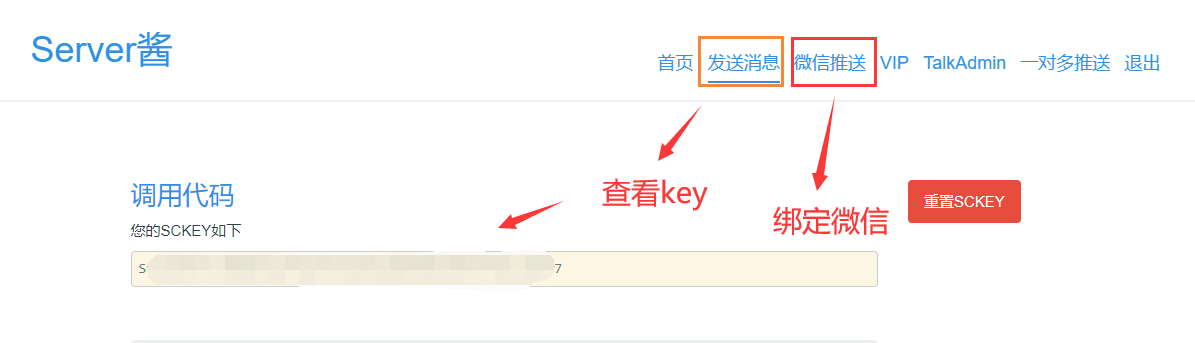 Server酱
首页 发送消息 微信推送 VIP TalkAdmin 一对多推送 退出
调用代码
查看key
绑定微信
重置SCKEY
您的SCKEY如下
S
7